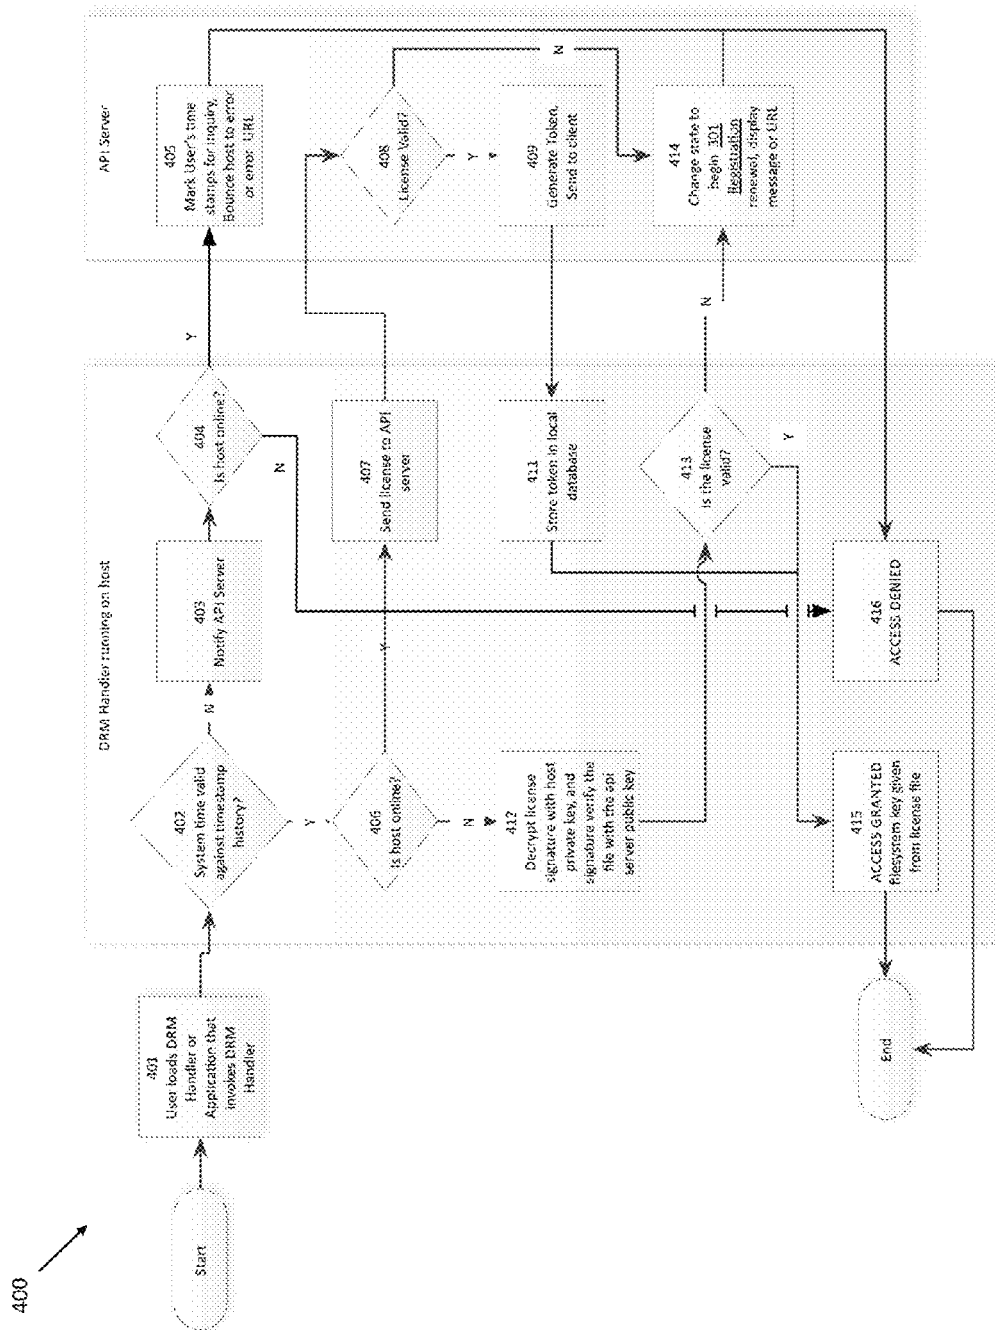 400
Start
401
User loads DRM
Handler or
Application that
invokes DRM
Handler
DRM Handler running on host
402
System time valid
against timestamp
history?
N
Y
403
Notify API Server
404
Is host online?
Y
N
API Server
405
Mark User's time
stamps for inquiry,
Bounce host to error
or error URL
406
Is host online?
Y
N
407
Send license to API
server
408
License Valid?
Y
N
409
Generate Token,
Send to client
411
Store token in local
database
412
Decrypt license
signature with host
private key, and
signature verify the
file with the api
server public key
413
Is the license
valid?
N
Y
414
Change state to
begin 301
Registration
renewal, display
message or URL
415
ACCESS GRANTED
filesystem key given
from license file
416
ACCESS DENIED
End